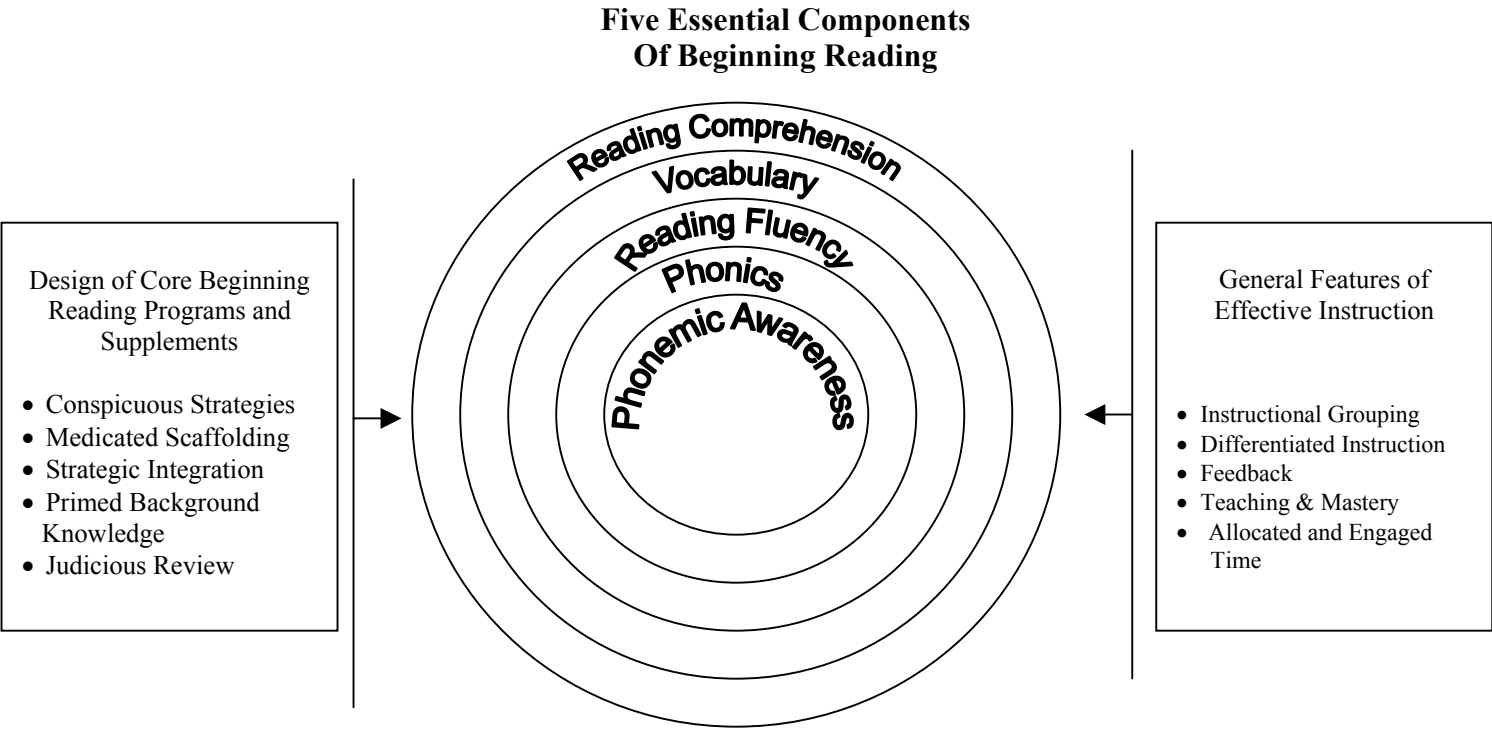 Five Essential Components
Of Beginning Reading
Reading Comprehension
Vocabulary
Reading Fluency
Phonics
Phonemic Awareness
Design of Core Beginning
Reading Programs and
Supplements
• Conspicuous Strategies
• Medicated Scaffolding
• Strategic Integration
• Primed Background
Knowledge
• Judicious Review
General Features of
Effective Instruction
• Instructional Grouping
• Differentiated Instruction
• Feedback
• Teaching & Mastery
• Allocated and Engaged
Time